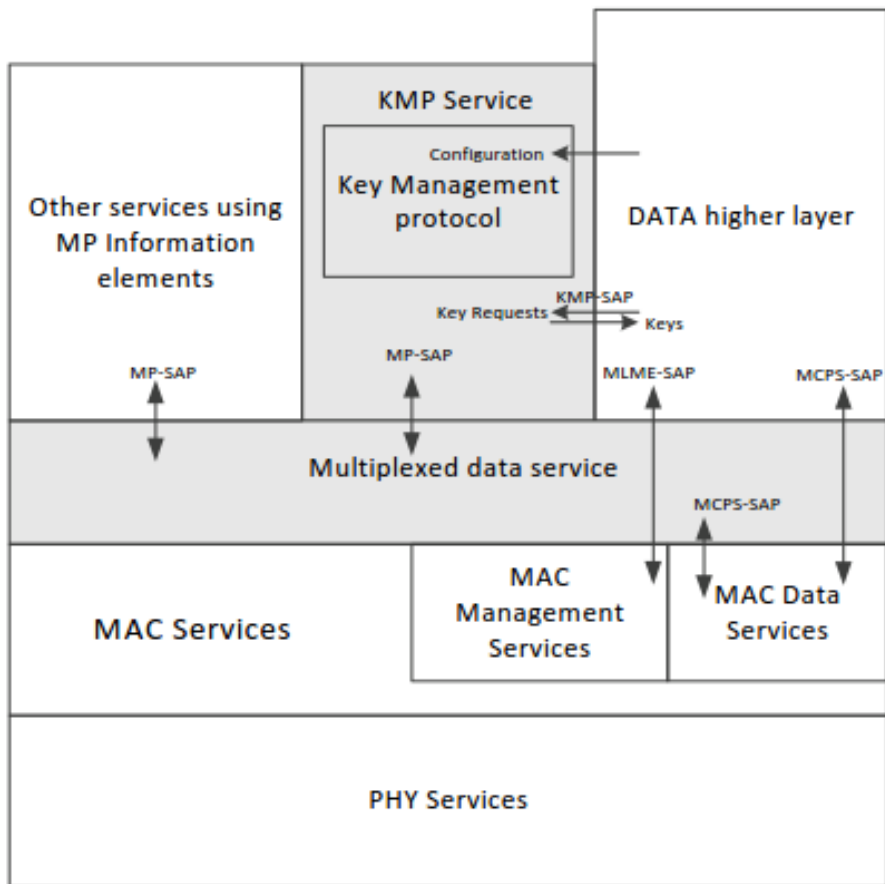 KMP Service
Configuration
Key Management
protocol
Other services using
MP Information
elements
DATA higher layer
KMP-SAP
Key Requests
Keys
MP-SAP
MP-SAP
MLME-SAP
MCPS-SAP
Multiplexed data service
MCPS-SAP
MAC Services
MAC
Management
Services
MAC Data
Services
PHY Services